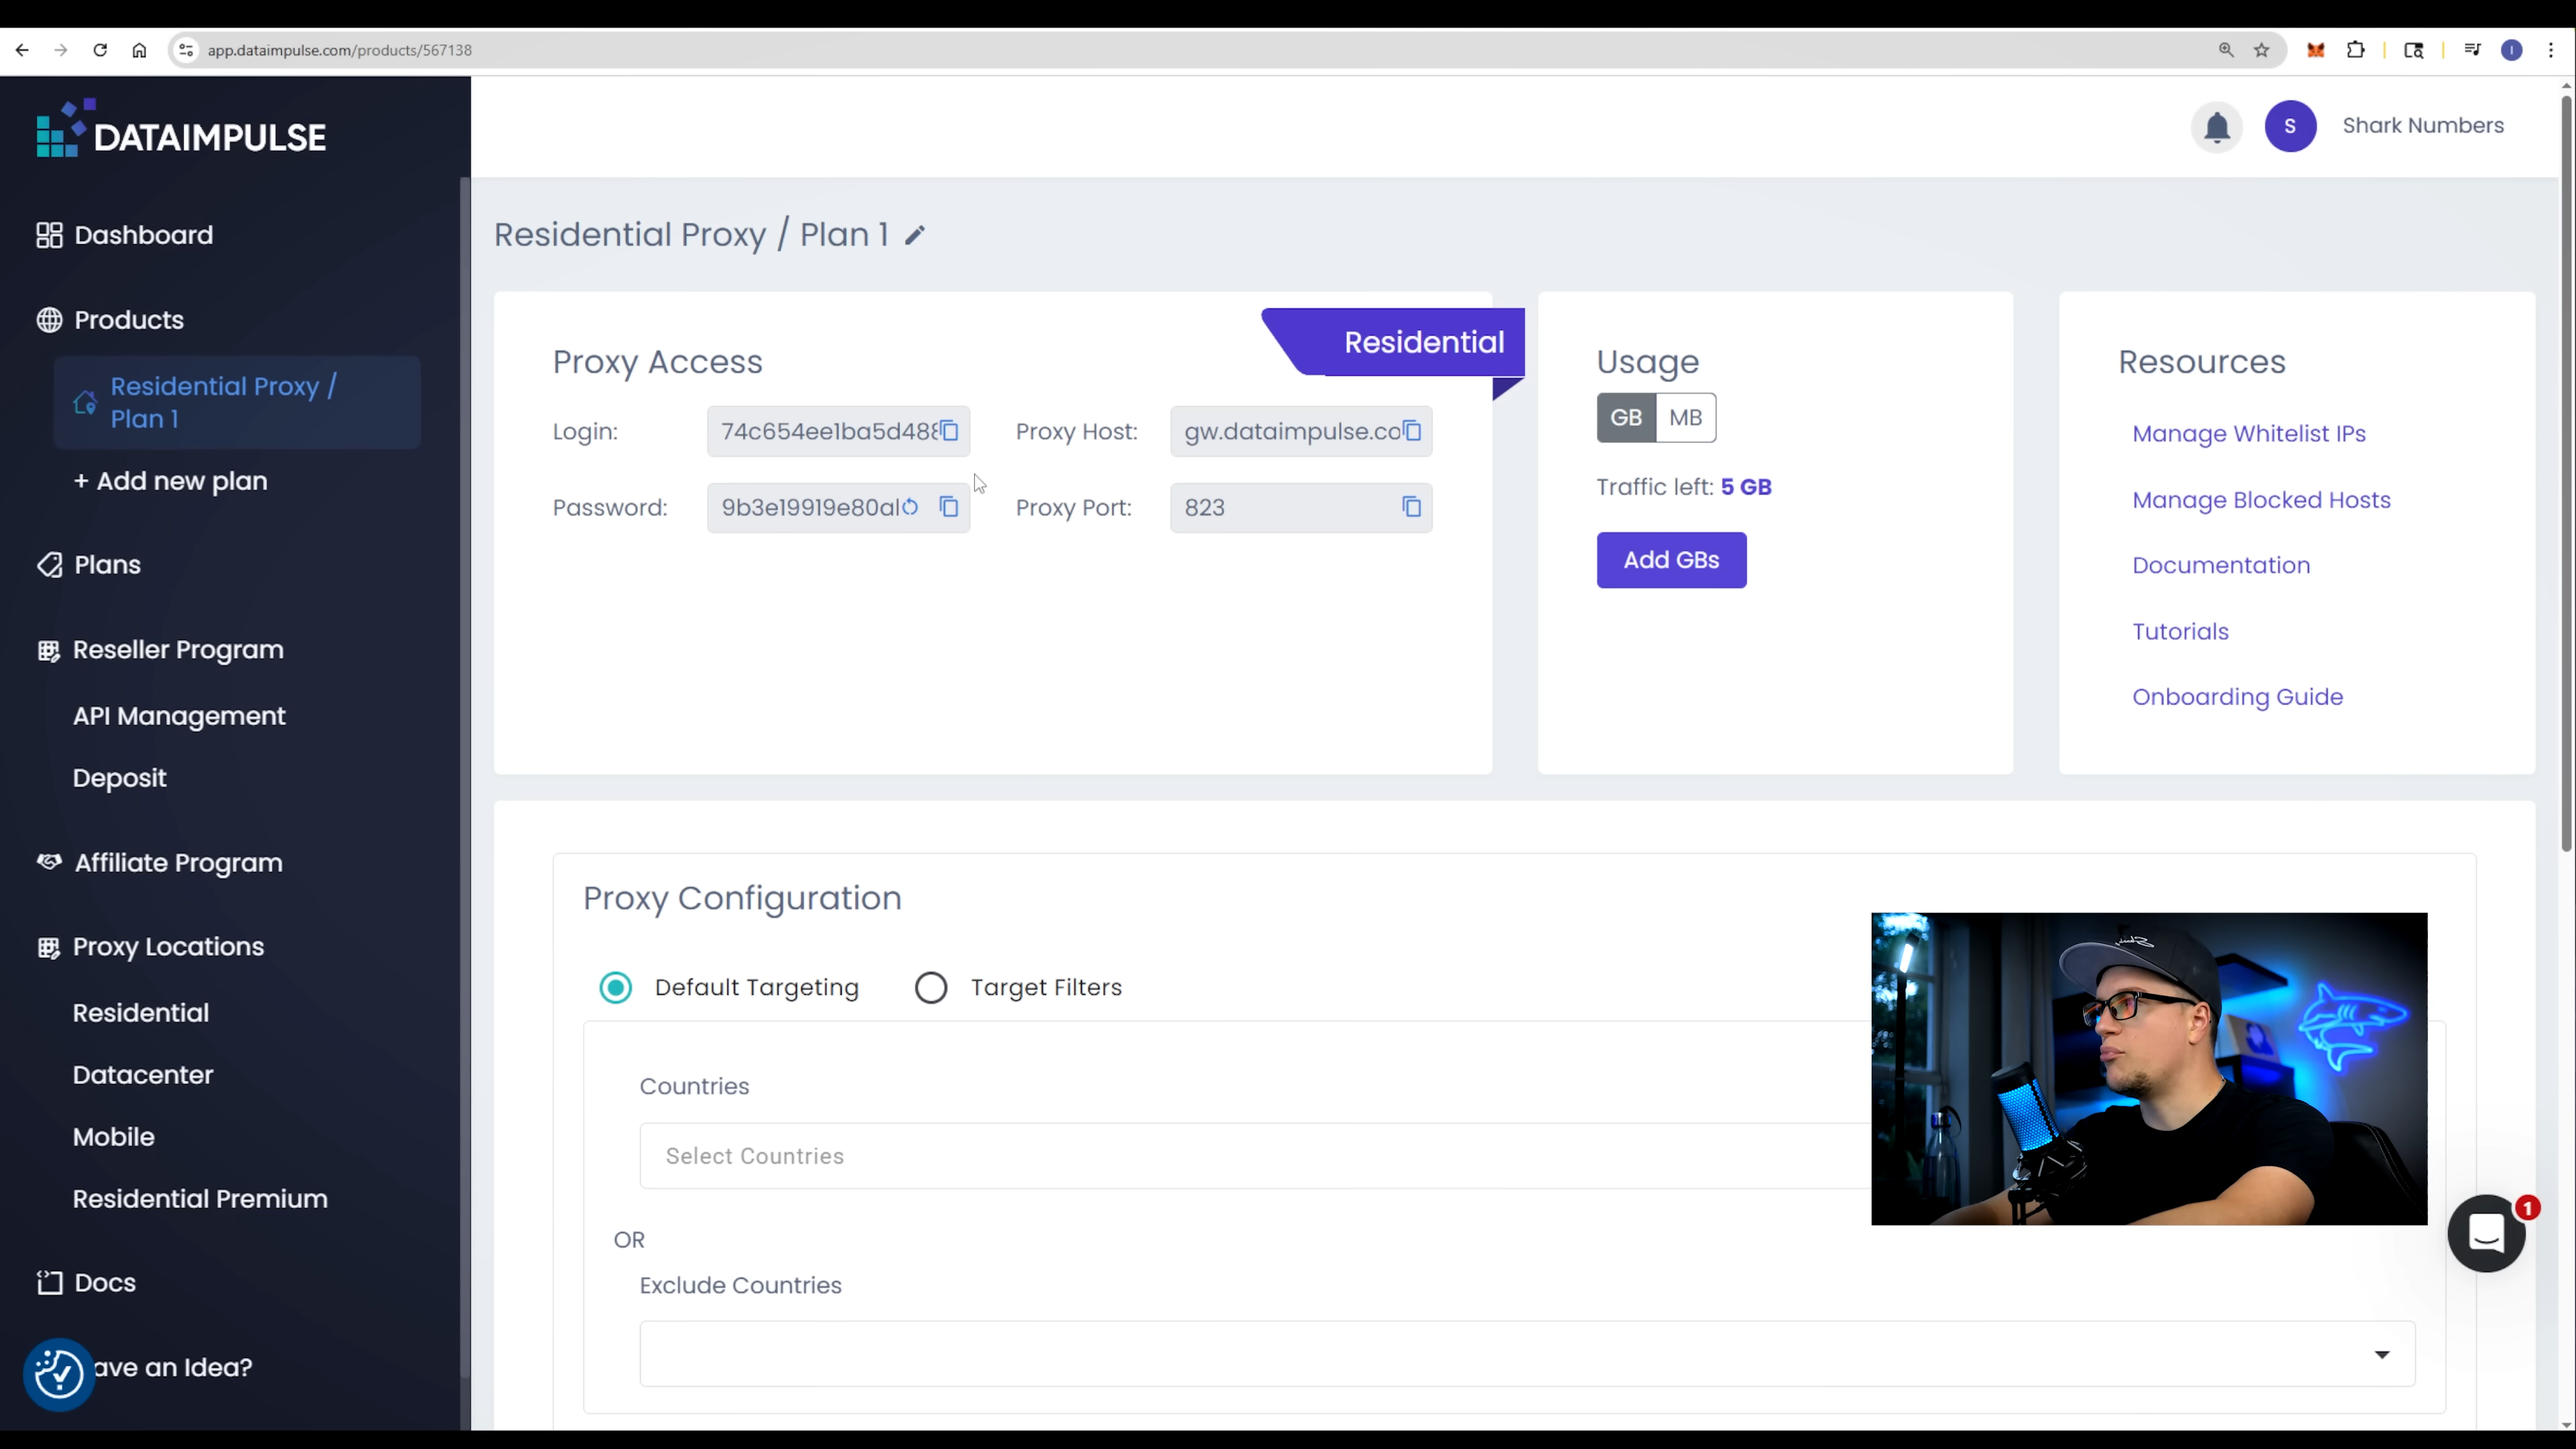 app.dataimpulse.com/products/567138
DATAIMPULSE
S
Shark Numbers
Dashboard
Products
Residential Proxy /
Plan 1
+ Add new plan
Plans
Reseller Program
API Management
Deposit
Affiliate Program
Proxy Locations
Residential
Datacenter
Mobile
Residential Premium
Docs
ave an Idea?
Residential Proxy / Plan 1
Proxy Access
Residential
Login:
74c654ee1ba5d48
Proxy Host:
gw.dataimpulse.co
Password:
9b3e19919e80a
Proxy Port:
823
Usage
GB MB
Traffic left: 5 GB
Add GBs
Resources
Manage Whitelist IPs
Manage Blocked Hosts
Documentation
Tutorials
Onboarding Guide
Proxy Configuration
Default Targeting
Target Filters
Countries
Select Countries
OR
Exclude Countries
1